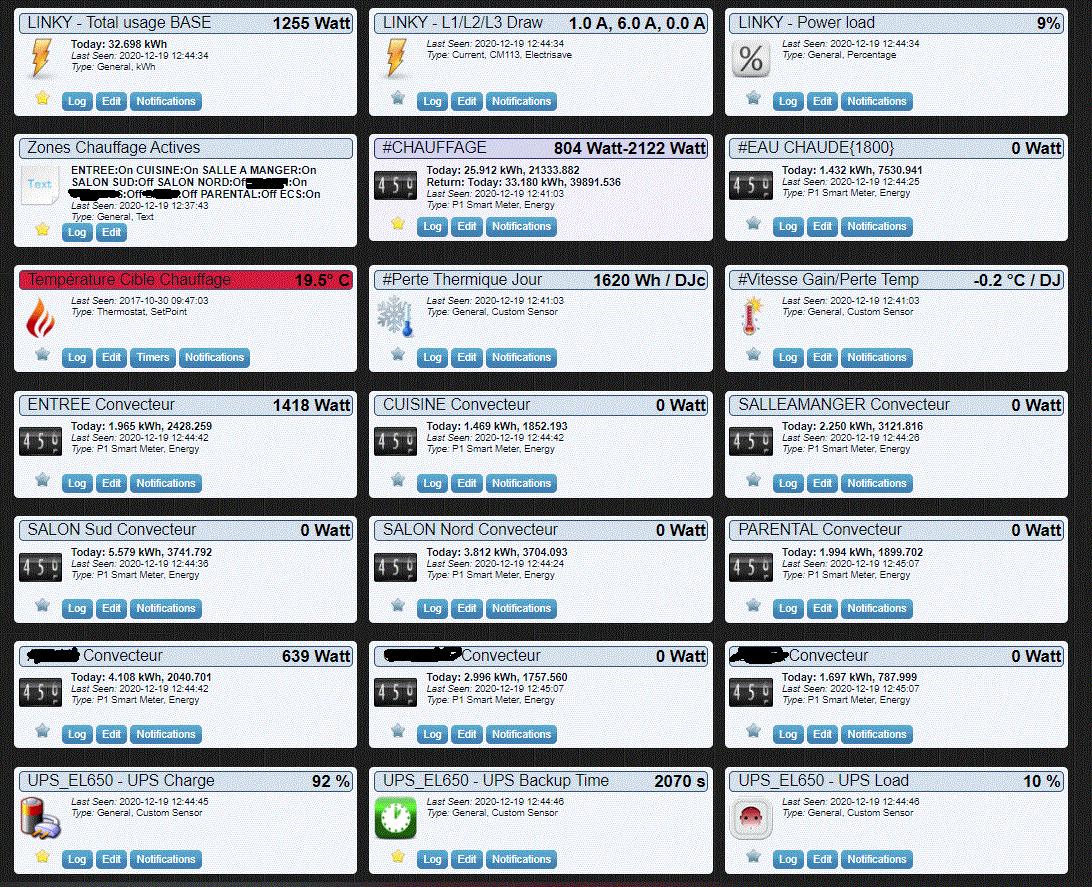 LINKY - Total usage BASE 1255 Watt
Today: 32.698 kWh
Last Seen: 2020-12-19 12:44:34
Type: General, kWh
Log Edit Notifications
LINKY - L1/L2/L3 Draw 1.0 A, 6.0 A, 0.0 A
Last Seen: 2020-12-19 12:44:34
Type: Current, CM113, Electrisave
Log Edit Notifications
LINKY - Power load 9%
%
Last Seen: 2020-12-19 12:44:34
Type: General, Percentage
Log Edit Notifications
Zones Chauffage Actives
Text
ENTREE:On CUISINE:On SALLE A MANGER:On
SALON SUD:Off SALON NORD:Of :On
S:Off :Off PARENTAL:Off ECS:On
Last Seen: 2020-12-19 12:37:43
Type: General, Text
Log Edit
#CHAUFFAGE 804 Watt-2122 Watt
Today: 25.912 kWh, 21333.882
Return: Today: 33.180 kWh, 39891.536
Last Seen: 2020-12-19 12:41:03
Type: P1 Smart Meter, Energy
Log Edit Notifications
#EAU CHAUDE{1800} 0 Watt
Today: 1.432 kWh, 7530.941
Last Seen: 2020-12-19 12:44:25
Type: P1 Smart Meter, Energy
Log Edit Notifications
Température Cible Chauffage 19.5° C
Last Seen: 2017-10-30 09:47:03
Type: Thermostat, SetPoint
Log Edit Timers Notifications
#Perte Thermique Jour 1620 Wh / DJc
Last Seen: 2020-12-19 12:41:03
Type: General, Custom Sensor
Log Edit Notifications
#Vitesse Gain/Perte Temp -0.2 °C / DJ
Last Seen: 2020-12-19 12:41:03
Type: General, Custom Sensor
Log Edit Notifications
ENTREE Convecteur 1418 Watt
Today: 1.965 kWh, 2428.259
Last Seen: 2020-12-19 12:44:42
Type: P1 Smart Meter, Energy
Log Edit Notifications
CUISINE Convecteur 0 Watt
Today: 1.469 kWh, 1852.193
Last Seen: 2020-12-19 12:44:42
Type: P1 Smart Meter, Energy
Log Edit Notifications
SALLEAMANGER Convecteur 0 Watt
Today: 2.250 kWh, 3121.816
Last Seen: 2020-12-19 12:44:26
Type: P1 Smart Meter, Energy
Log Edit Notifications
SALON Sud Convecteur 0 Watt
Today: 5.579 kWh, 3741.792
Last Seen: 2020-12-19 12:44:36
Type: P1 Smart Meter, Energy
Log Edit Notifications
SALON Nord Convecteur 0 Watt
Today: 3.812 kWh, 3704.093
Last Seen: 2020-12-19 12:44:24
Type: P1 Smart Meter, Energy
Log Edit Notifications
PARENTAL Convecteur 0 Watt
Today: 1.994 kWh, 1899.702
Last Seen: 2020-12-19 12:45:07
Type: P1 Smart Meter, Energy
Log Edit Notifications
Convecteur 639 Watt
Today: 4.108 kWh, 2040.701
Last Seen: 2020-12-19 12:44:42
Type: P1 Smart Meter, Energy
Log Edit Notifications
Convecteur 0 Watt
Today: 2.996 kWh, 1757.560
Last Seen: 2020-12-19 12:45:07
Type: P1 Smart Meter, Energy
Log Edit Notifications
Convecteur 0 Watt
Today: 1.697 kWh, 787.999
Last Seen: 2020-12-19 12:45:07
Type: P1 Smart Meter, Energy
Log Edit Notifications
UPS_EL650 - UPS Charge 92 %
Last Seen: 2020-12-19 12:44:45
Type: General, Custom Sensor
Log Edit Notifications
UPS_EL650 - UPS Backup Time 2070 s
Last Seen: 2020-12-19 12:44:46
Type: General, Custom Sensor
Log Edit Notifications
UPS_EL650 - UPS Load 10 %
Last Seen: 2020-12-19 12:44:46
Type: General, Custom Sensor
Log Edit Notifications